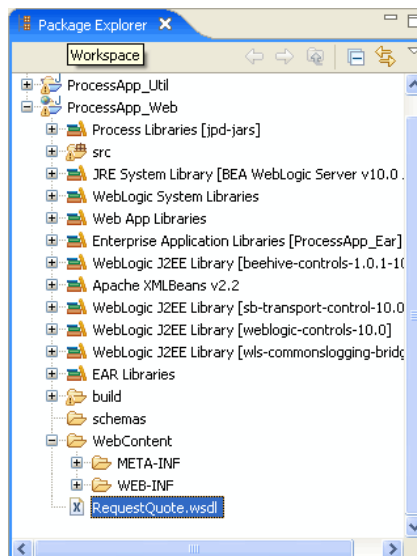 Package Explorer
Workspace
ProcessApp_Util
ProcessApp_Web
Process Libraries [jpd-jars]
src
JRE System Library [BEA WebLogic Server v10.0 .
WebLogic System Libraries
Web App Libraries
Enterprise Application Libraries [ProcessApp_Ear]
WebLogic J2EE Library [beehive-controls-1.0.1-10
Apache XMLBeans v2.2
WebLogic J2EE Library [sb-transport-control-10.0
WebLogic J2EE Library [weblogic-controls-10.0]
WebLogic J2EE Library [wls-commonslogging-bridg
EAR Libraries
build
schemas
WebContent
META-INF
WEB-INF
RequestQuote.wsdl